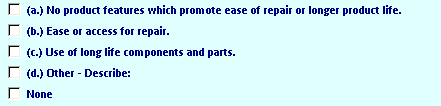 (a.) No product features which promote ease of repair or longer product life.
(b.) Ease or access for repair.
(c.) Use of long life components and parts.
(d.) Other - Describe:
None